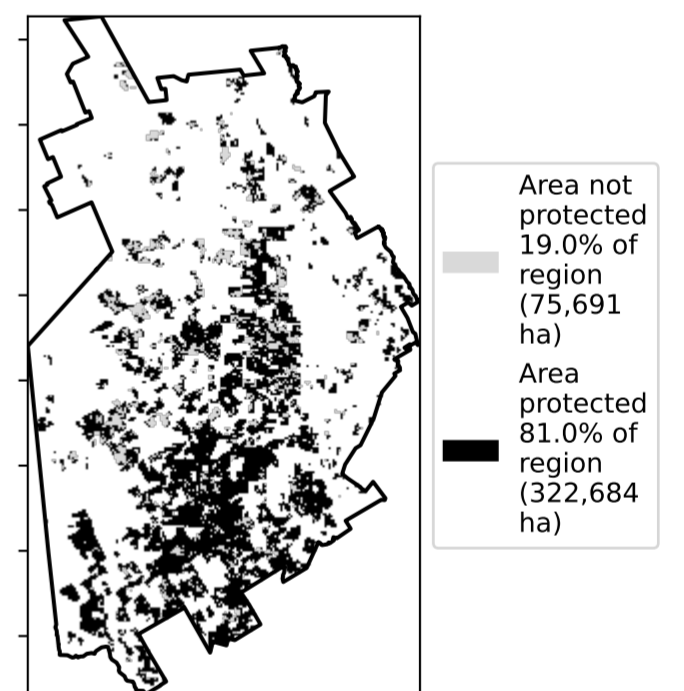 Area not
protected
19.0% of
region
(75,691
ha)
Area
protected
81.0% of
region
(322,684
ha)